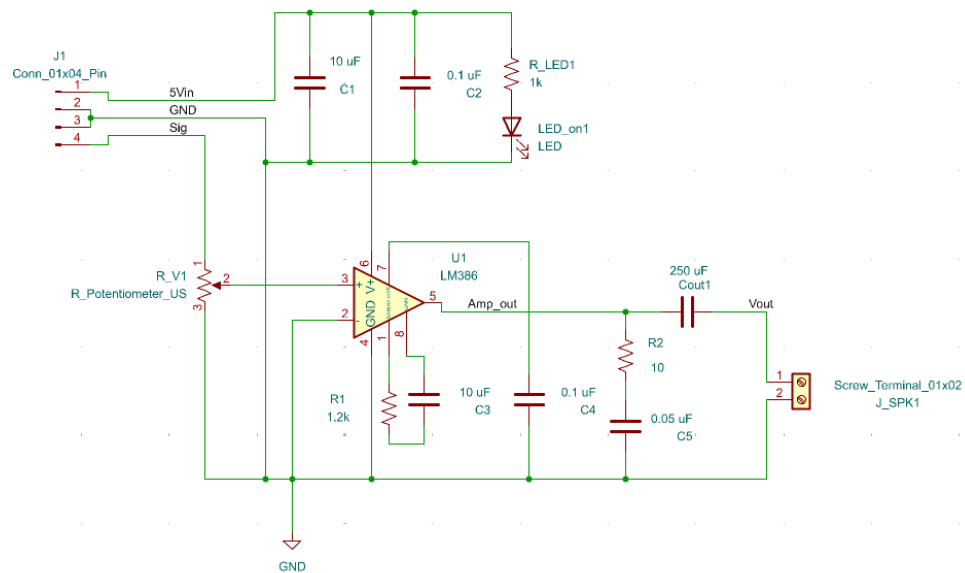 J1
Conn_01x04_Pin
1
2
3
4
5Vin
GND
Sig
10 uF
C1
0.1 uF
C2
R_LED1
1k
LED_on1
LED
R_V1
R_Potentiometer_US
1
2
3
U1
LM386
6
7
3
+
2
-
V+
GND
GAIN
4
1
8
5
Amp_out
R1
1.2k
10 uF
C3
0.1 uF
C4
R2
10
0.05 uF
C5
250 uF
Cout1
Vout
1
2
Screw_Terminal_01x02
J_SPK1
GND